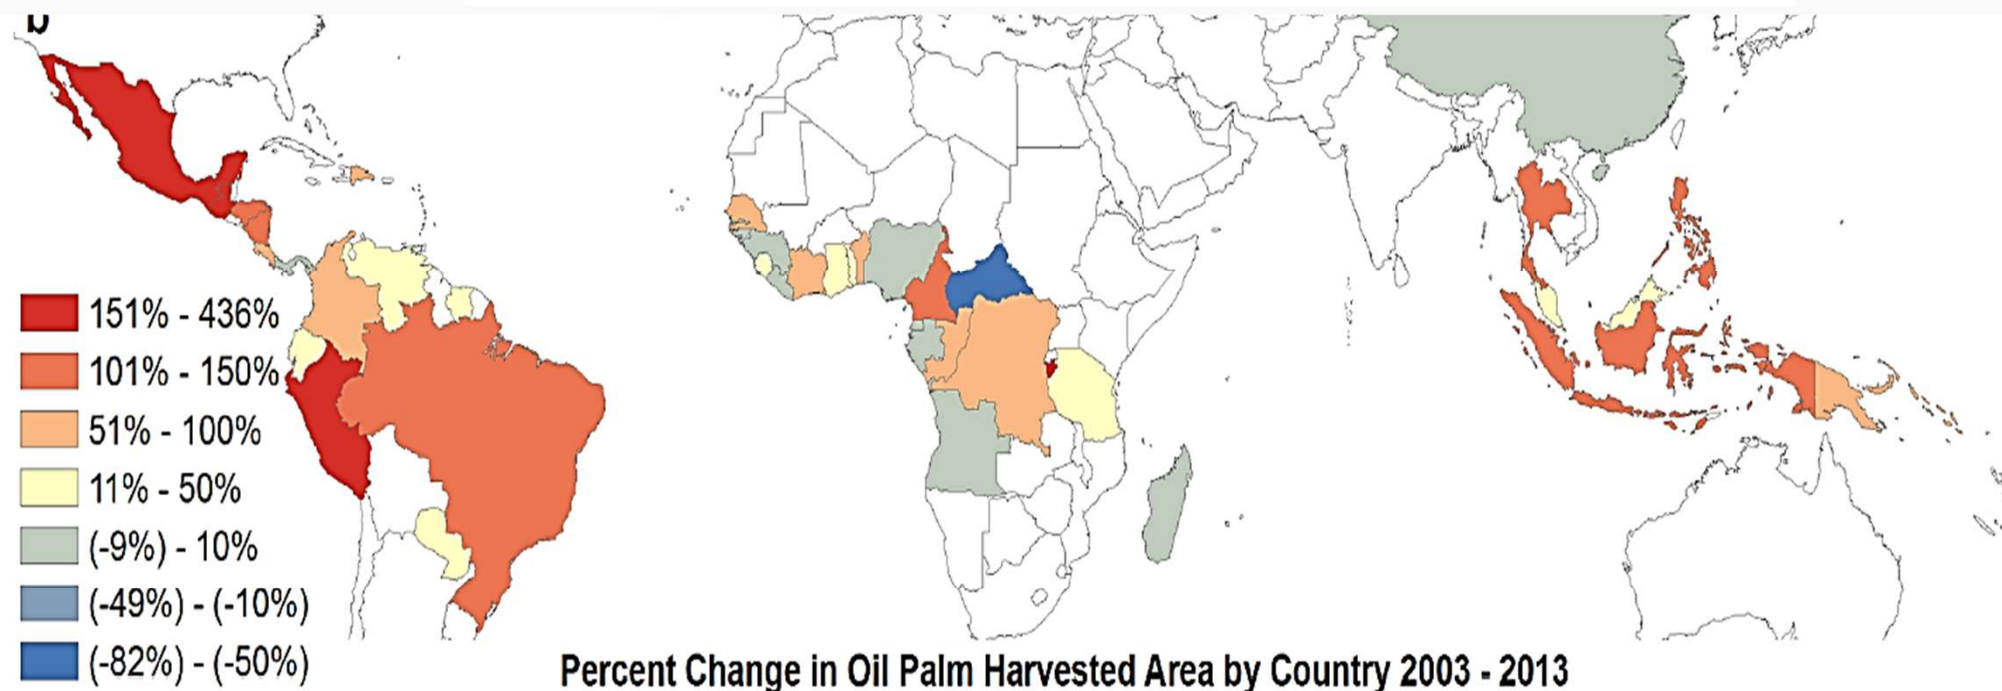 b
151% - 436%
101% - 150%
51% - 100%
11% - 50%
(-9%) - 10%
(-49%) - (-10%)
(-82%) - (-50%)
Percent Change in Oil Palm Harvested Area by Country 2003 - 2013